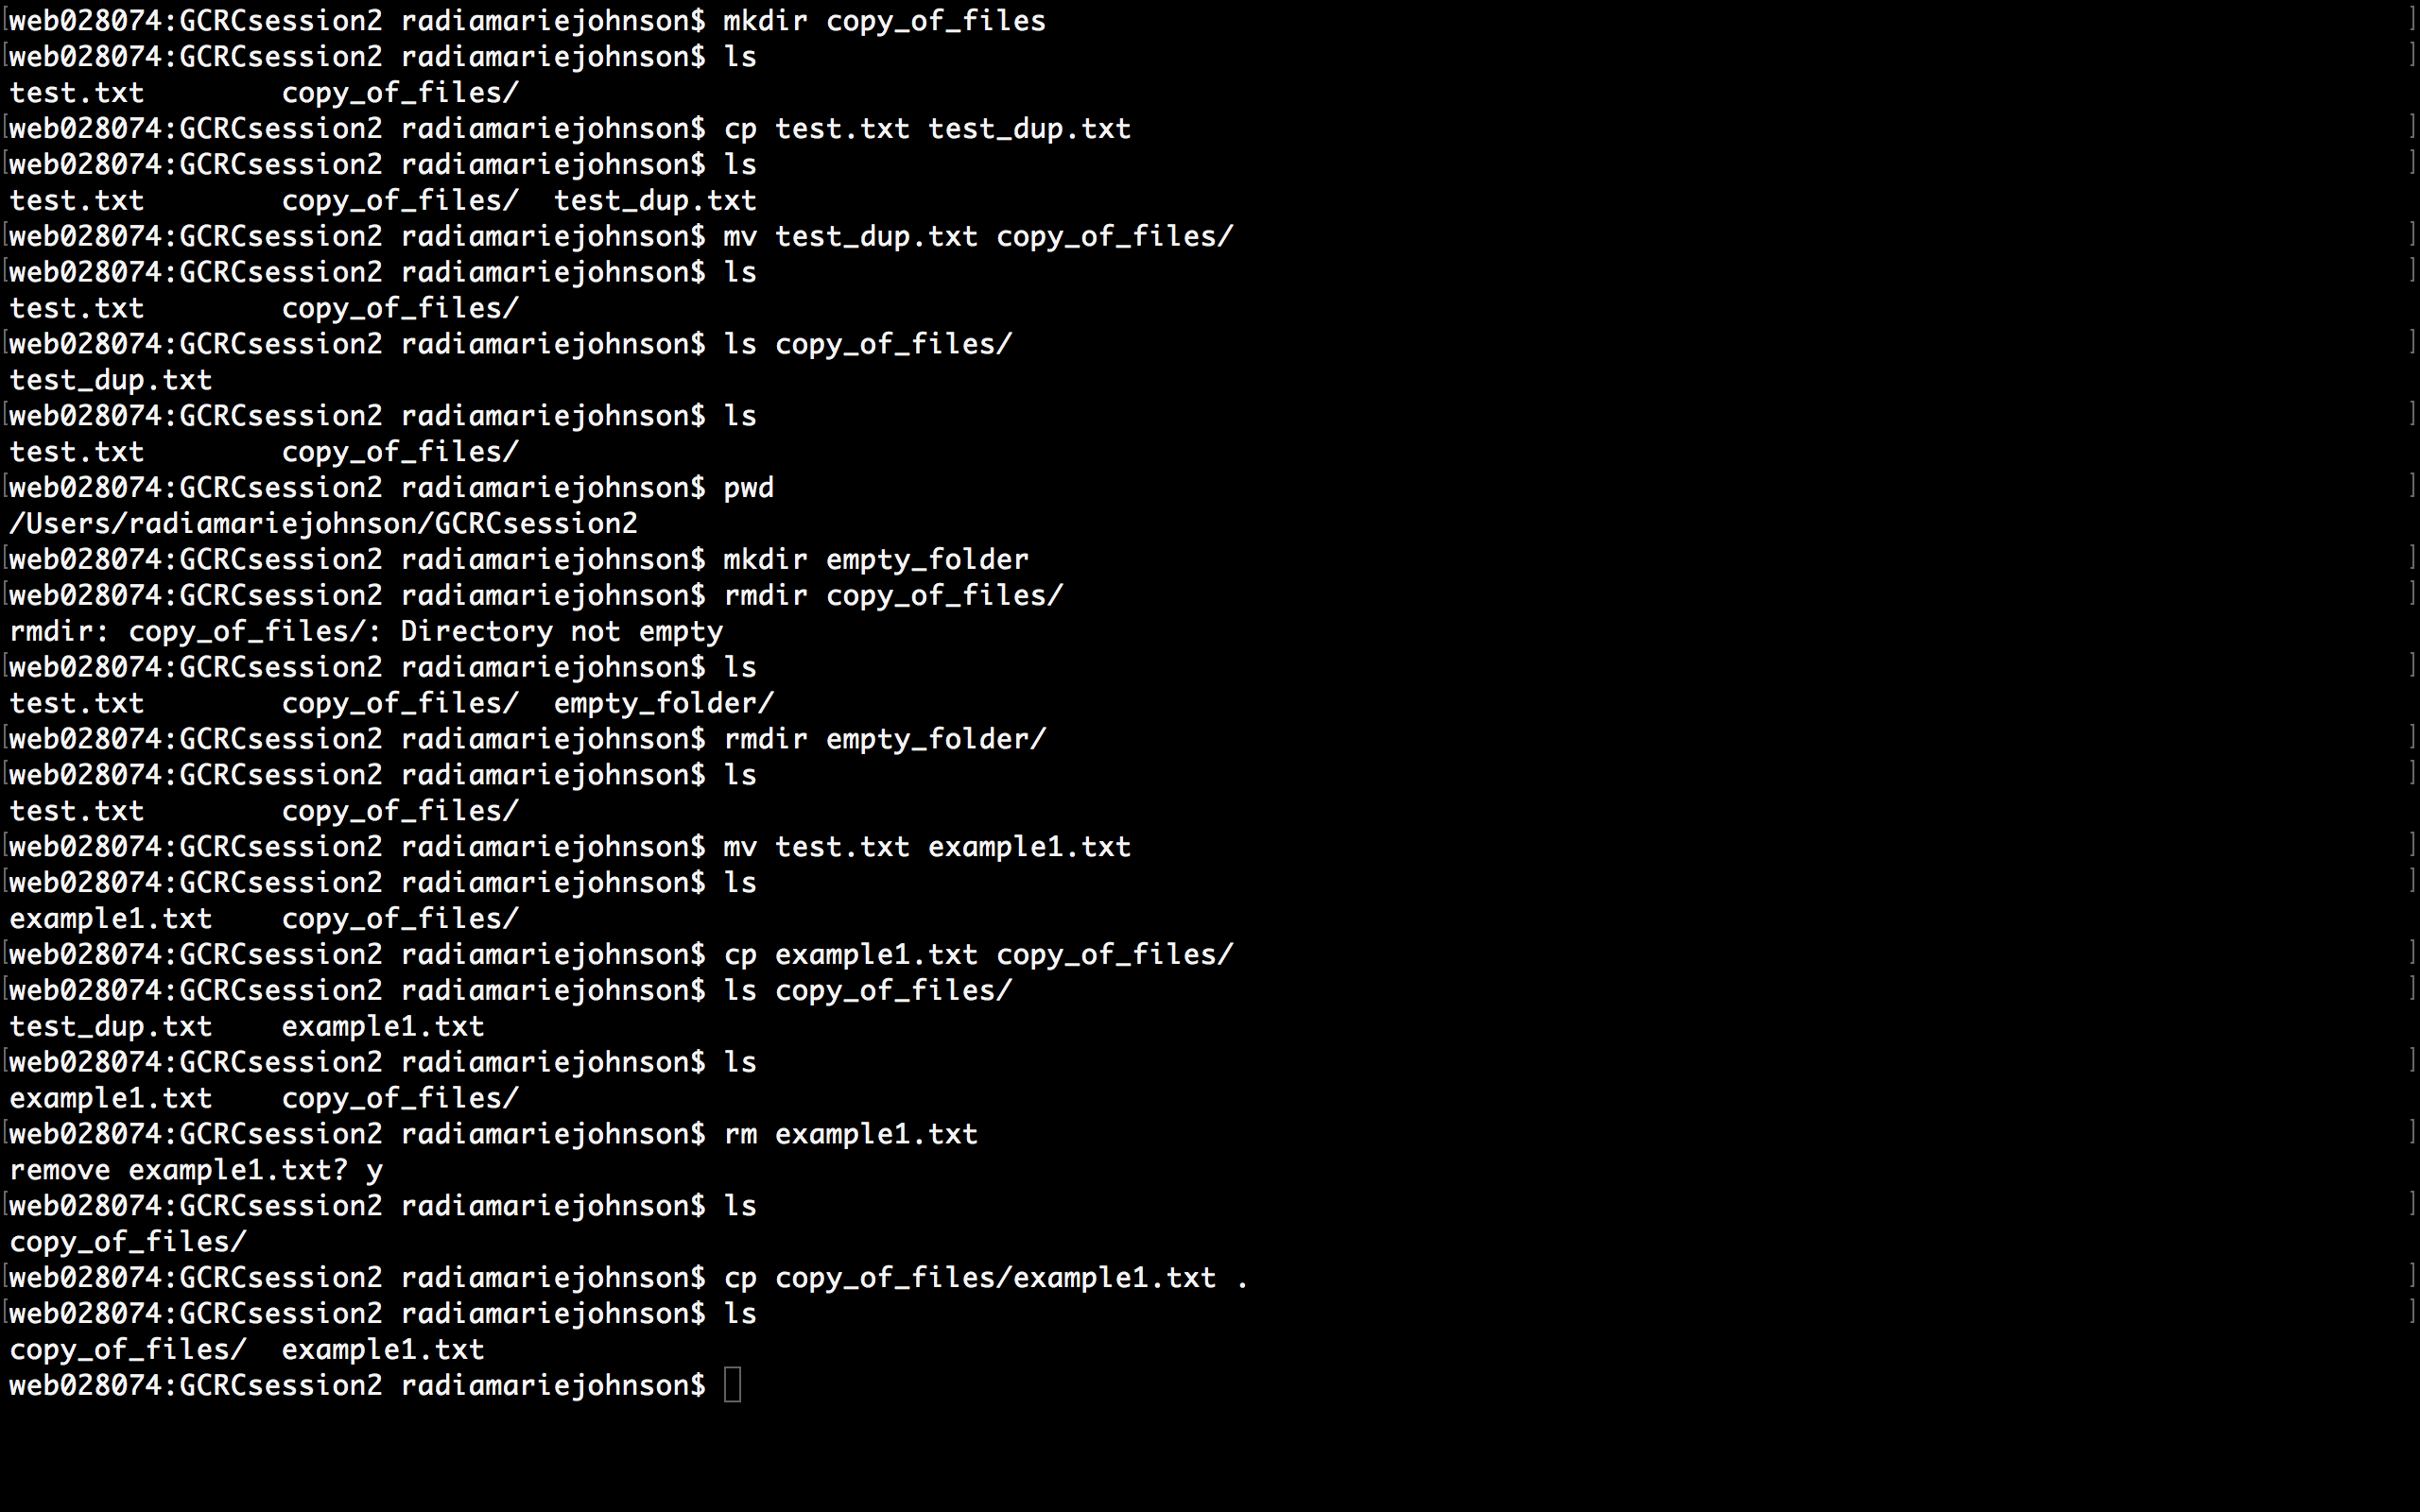 [web028074:GCRCsession2 radiamariejohnson$ mkdir copy_of_files ]
[web028074:GCRCsession2 radiamariejohnson$ ls ]
test.txt        copy_of_files/
[web028074:GCRCsession2 radiamariejohnson$ cp test.txt test_dup.txt ]
[web028074:GCRCsession2 radiamariejohnson$ ls ]
test.txt        copy_of_files/  test_dup.txt
[web028074:GCRCsession2 radiamariejohnson$ mv test_dup.txt copy_of_files/ ]
[web028074:GCRCsession2 radiamariejohnson$ ls ]
test.txt        copy_of_files/
[web028074:GCRCsession2 radiamariejohnson$ ls copy_of_files/ ]
test_dup.txt
[web028074:GCRCsession2 radiamariejohnson$ ls ]
test.txt        copy_of_files/
[web028074:GCRCsession2 radiamariejohnson$ pwd ]
/Users/radiamariejohnson/GCRCsession2
[web028074:GCRCsession2 radiamariejohnson$ mkdir empty_folder ]
[web028074:GCRCsession2 radiamariejohnson$ rmdir copy_of_files/ ]
rmdir: copy_of_files/: Directory not empty
[web028074:GCRCsession2 radiamariejohnson$ ls ]
test.txt        copy_of_files/  empty_folder/
[web028074:GCRCsession2 radiamariejohnson$ rmdir empty_folder/ ]
[web028074:GCRCsession2 radiamariejohnson$ ls ]
test.txt        copy_of_files/
[web028074:GCRCsession2 radiamariejohnson$ mv test.txt example1.txt ]
[web028074:GCRCsession2 radiamariejohnson$ ls ]
example1.txt    copy_of_files/
[web028074:GCRCsession2 radiamariejohnson$ cp example1.txt copy_of_files/ ]
[web028074:GCRCsession2 radiamariejohnson$ ls copy_of_files/ ]
test_dup.txt    example1.txt
[web028074:GCRCsession2 radiamariejohnson$ ls ]
example1.txt    copy_of_files/
[web028074:GCRCsession2 radiamariejohnson$ rm example1.txt ]
remove example1.txt? y
[web028074:GCRCsession2 radiamariejohnson$ ls ]
copy_of_files/
[web028074:GCRCsession2 radiamariejohnson$ cp copy_of_files/example1.txt . ]
[web028074:GCRCsession2 radiamariejohnson$ ls ]
copy_of_files/  example1.txt
web028074:GCRCsession2 radiamariejohnson$